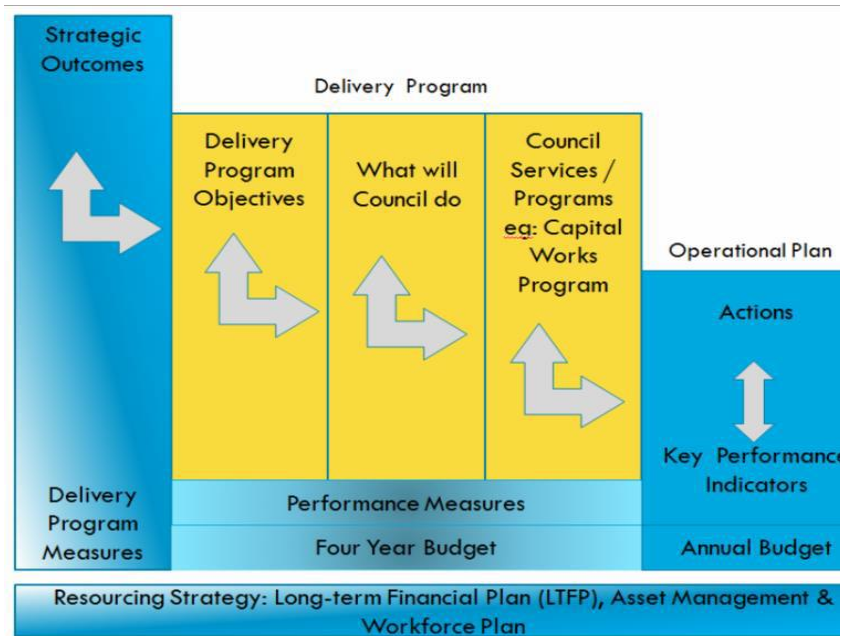 Strategic
Outcomes
Delivery Program
Delivery
Program
Objectives
What will
Council do
Council
Services /
Programs
eg: Capital
Works
Program
Operational Plan
Actions
Key Performance
Indicators
Delivery
Program
Measures
Performance Measures
Four Year Budget
Annual Budget
Resourcing Strategy: Long-term Financial Plan (LTFP), Asset Management &
Workforce Plan